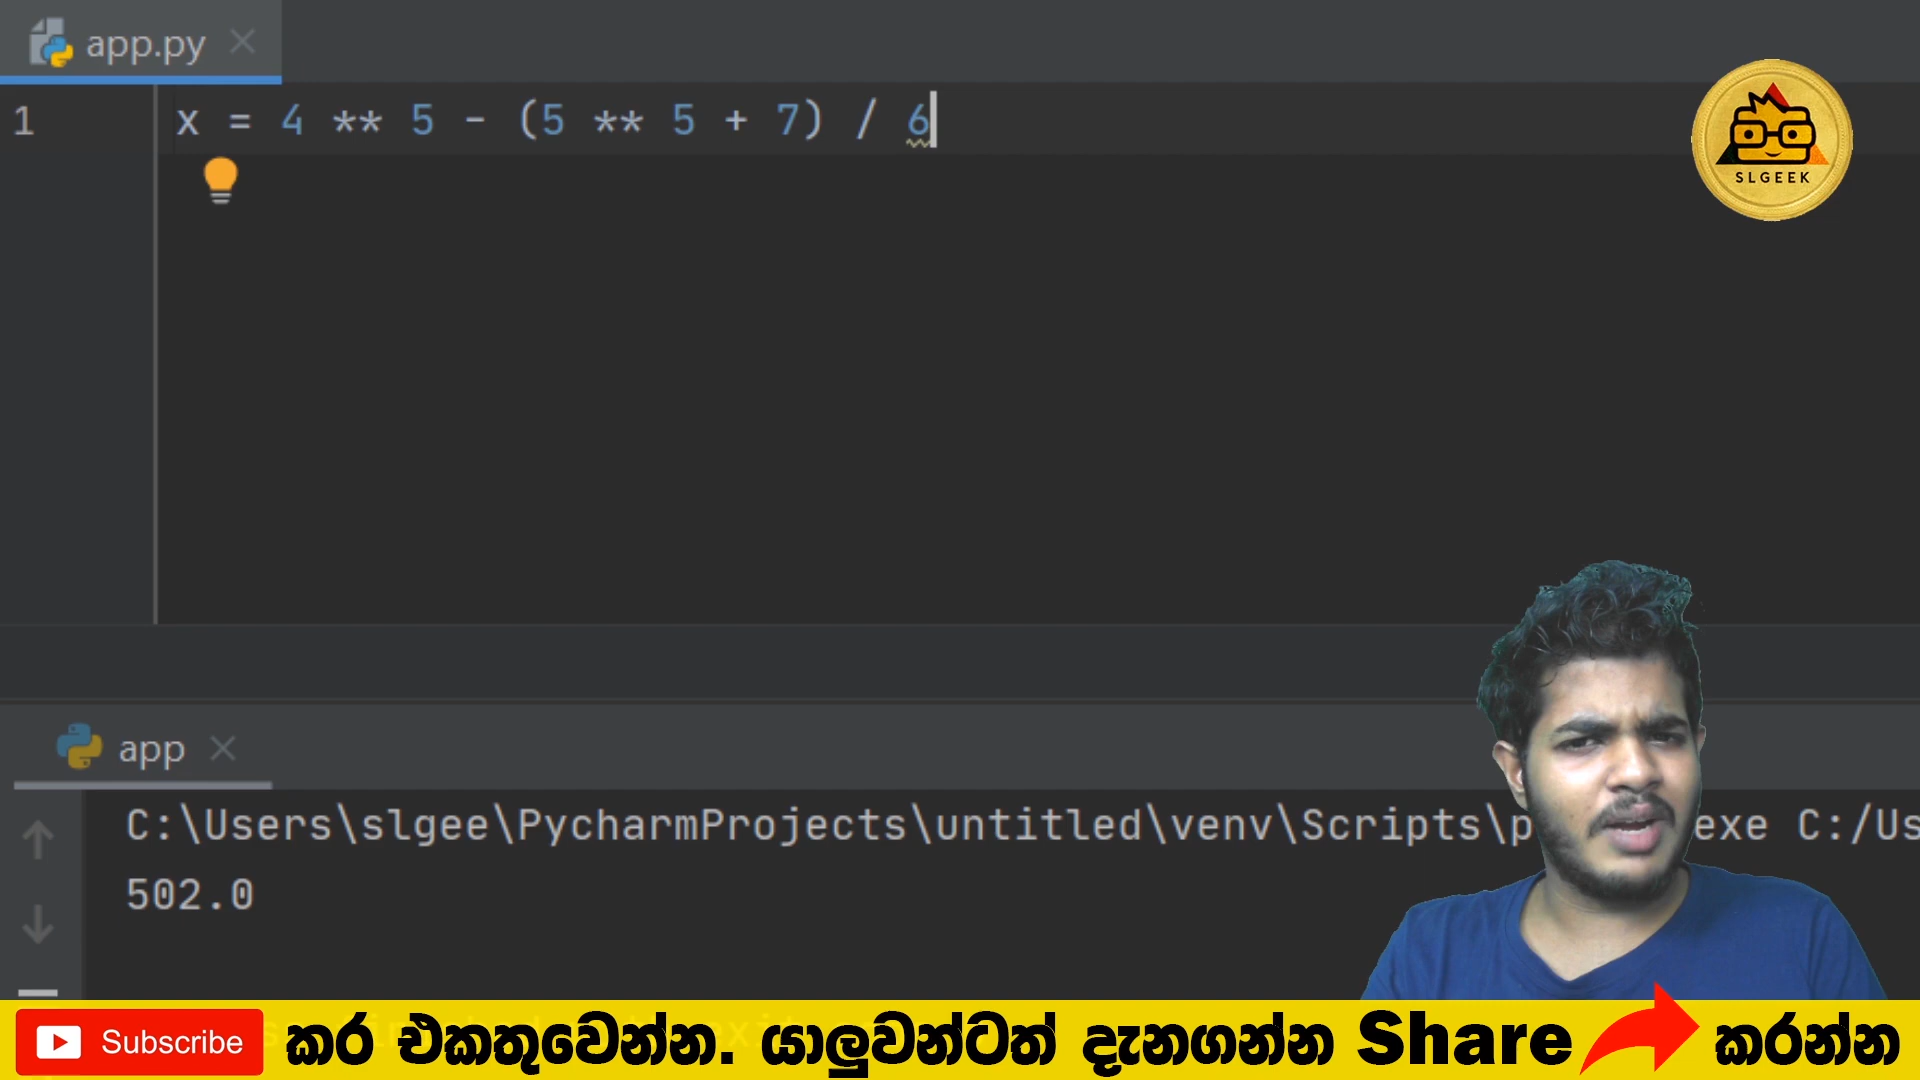 app.py
1 x = 4 ** 5 - (5 ** 5 + 7) / 6
SLGEEK
app
C:\Users\slgee\PycharmProjects\untitled\venv\Scripts\p exe C:/Us
502.0
Subscribe කර එකතුවෙන්න. යාලුවන්ටත් දැනගන්න Share කරන්න